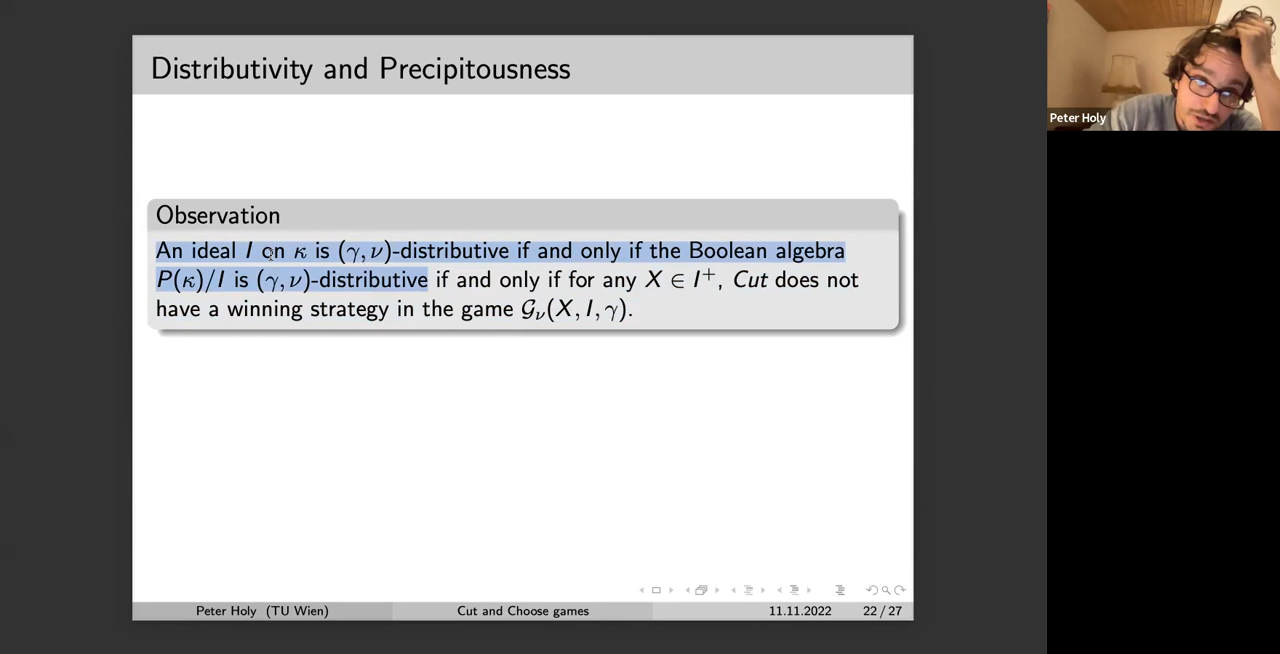 Distributivity and Precipitousness
Observation
An ideal I on κ is (γ, ν)-distributive if and only if the Boolean algebra
P(κ)/I is (γ, ν)-distributive if and only if for any X ∈ I⁺, Cut does not
have a winning strategy in the game 𝒢ᵥ(X, I, γ).
Peter Holy (TU Wien)
Cut and Choose games
11.11.2022
22 / 27
Peter Holy